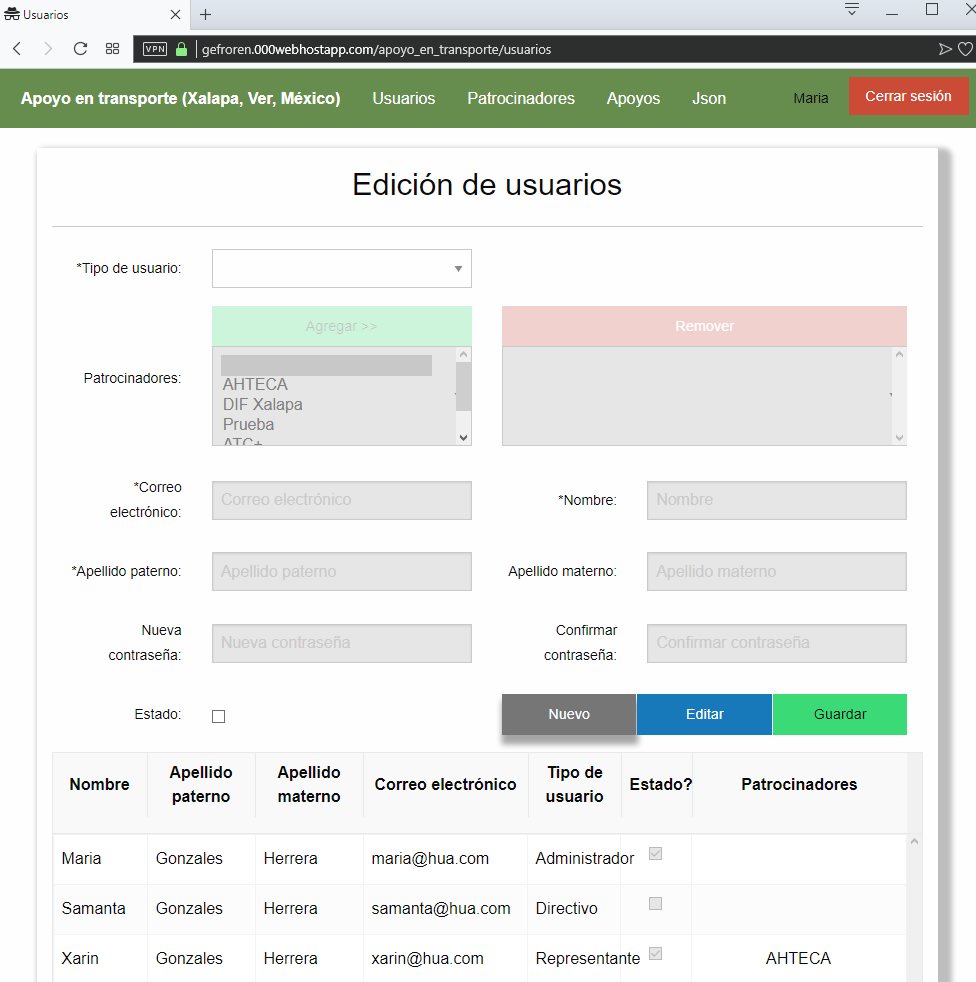 Usuarios
VPN gefroren.000webhostapp.com/apoyo_en_transporte/usuarios
Apoyo en transporte (Xalapa, Ver, México) Usuarios Patrocinadores Apoyos Json Maria Cerrar sesión
Edición de usuarios
*Tipo de usuario:
Agregar >> Remover
Patrocinadores:
AHTECA
DIF Xalapa
Prueba
ATC+
*Correo
electrónico: Correo electrónico *Nombre: Nombre
*Apellido paterno: Apellido paterno Apellido materno: Apellido materno
Nueva
contraseña: Nueva contraseña Confirmar
contraseña: Confirmar contraseña
Estado: Nuevo Editar Guardar
Nombre Apellido
paterno Apellido
materno Correo electrónico Tipo de
usuario Estado? Patrocinadores
Maria Gonzales Herrera maria@hua.com Administrador
Samanta Gonzales Herrera samanta@hua.com Directivo
Xarin Gonzales Herrera xarin@hua.com Representante AHTECA